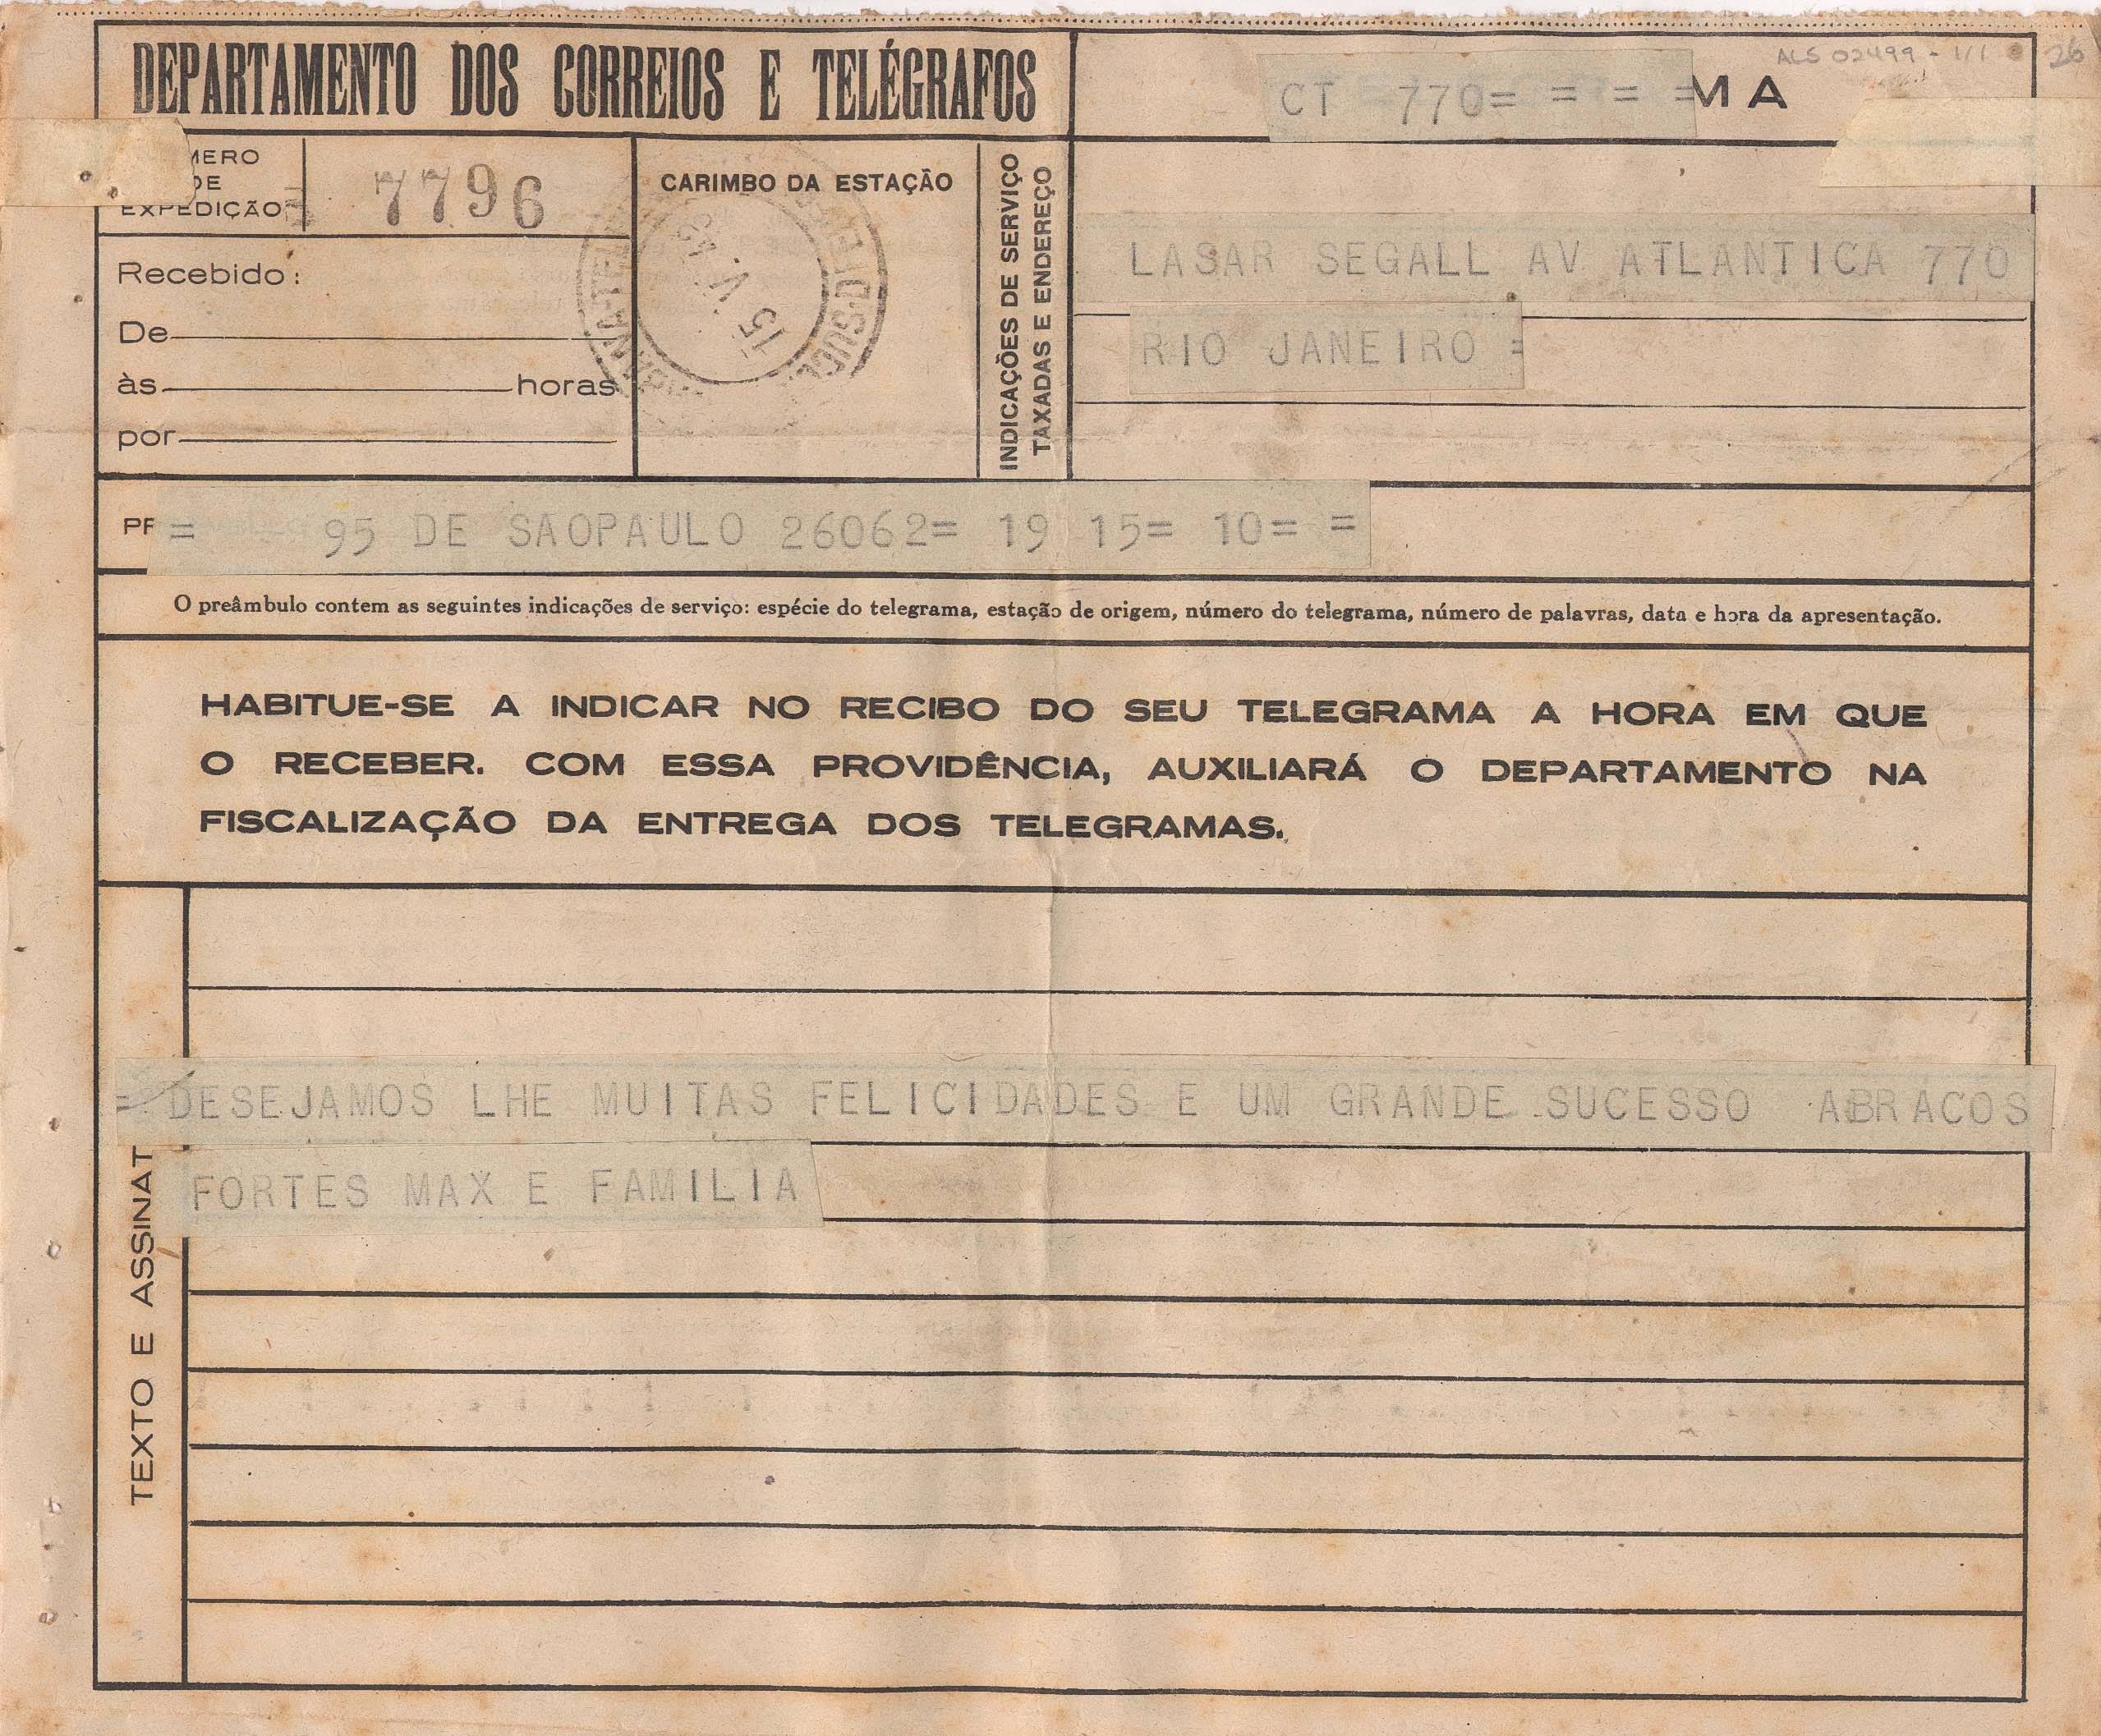 ALS 02499 - 1/1
26
DEPARTAMENTO DOS CORREIOS E TELÉGRAFOS
CT 770= = = =
MA
MERO
DE
EXPEDIÇÃO
7796
CARIMBO DA ESTAÇÃO
15 V. 43
INDICAÇÕES DE SERVIÇO
TAXADAS E ENDEREÇO
Recebido:
De
às horas
por
LASAR SEGALL AV ATLANTICA 770
RIO JANEIRO =
PR
= 95 DE SAOPAULO 26062= 19 15= 10= =
O preâmbulo contem as seguintes indicações de serviço: espécie do telegrama, estação de origem, número do telegrama, número de palavras, data e hora da apresentação.
HABITUE-SE A INDICAR NO RECIBO DO SEU TELEGRAMA A HORA EM QUE
O RECEBER. COM ESSA PROVIDÊNCIA, AUXILIARÁ O DEPARTAMENTO NA
FISCALIZAÇÃO DA ENTREGA DOS TELEGRAMAS.
TEXTO E ASSINAT
= DESEJAMOS LHE MUITAS FELICIDADES E UM GRANDE SUCESSO ABRACOS
FORTES MAX E FAMILIA